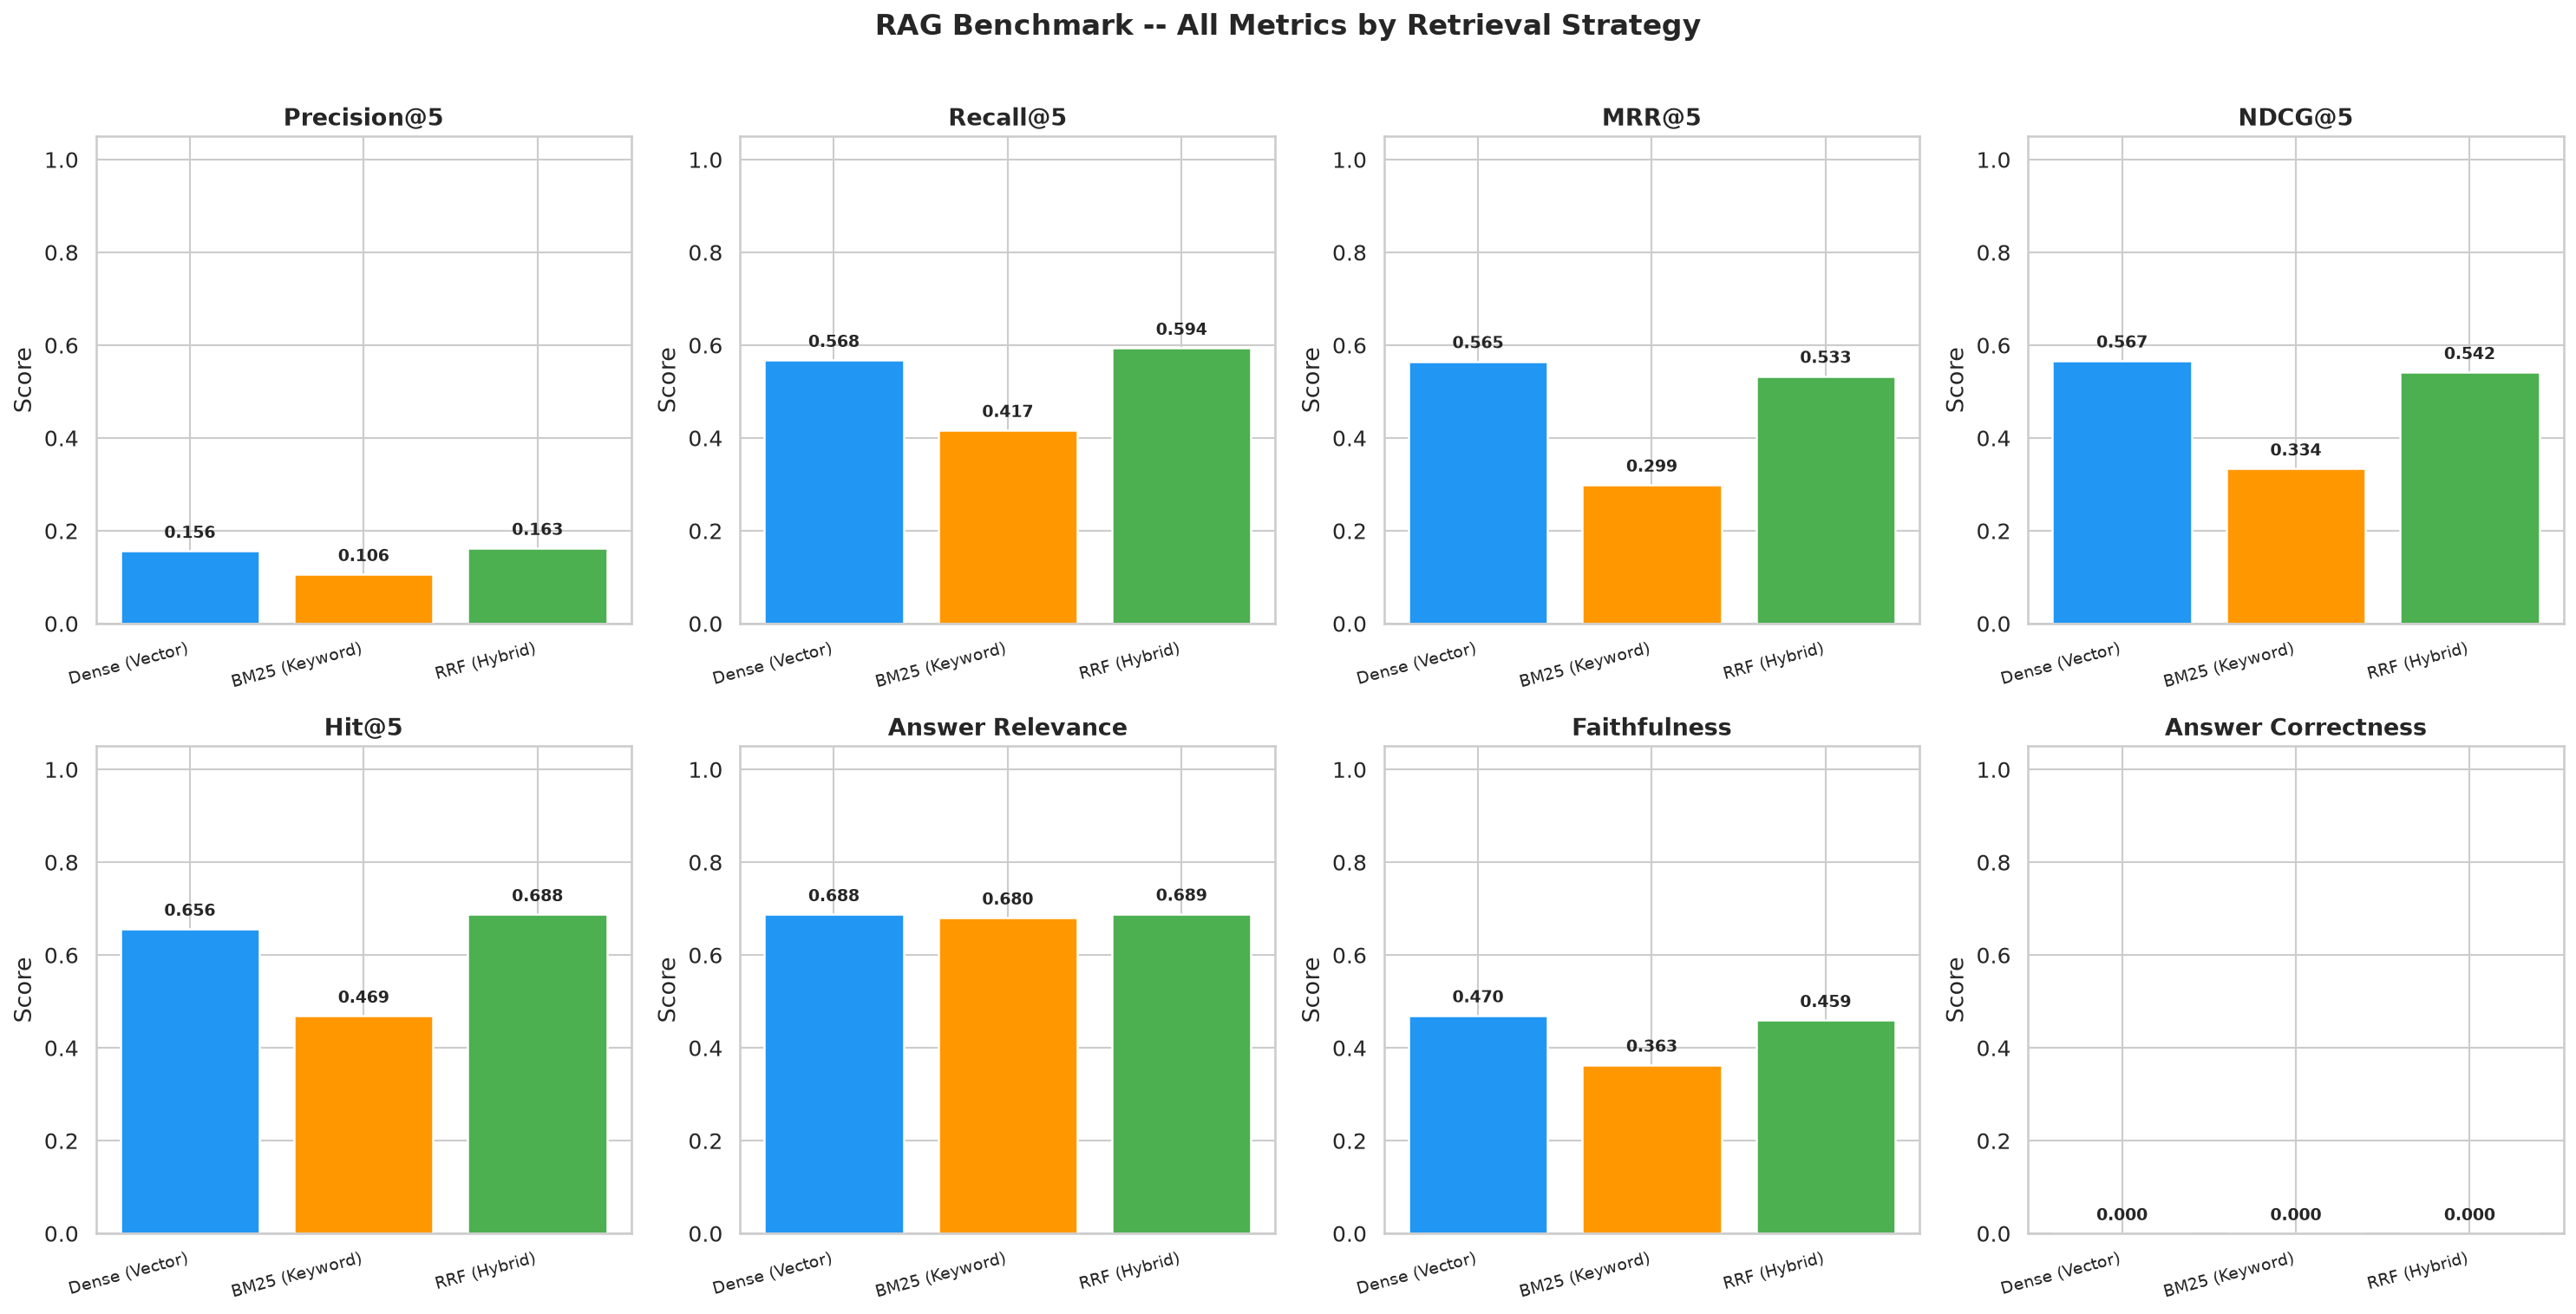 RAG Benchmark -- All Metrics by Retrieval Strategy
Precision@5
Score
1.0
0.8
0.6
0.4
0.2
0.0
0.156
0.106
0.163
Dense (Vector)
BM25 (Keyword)
RRF (Hybrid)
Recall@5
Score
1.0
0.8
0.6
0.4
0.2
0.0
0.568
0.417
0.594
Dense (Vector)
BM25 (Keyword)
RRF (Hybrid)
MRR@5
Score
1.0
0.8
0.6
0.4
0.2
0.0
0.565
0.299
0.533
Dense (Vector)
BM25 (Keyword)
RRF (Hybrid)
NDCG@5
Score
1.0
0.8
0.6
0.4
0.2
0.0
0.567
0.334
0.542
Dense (Vector)
BM25 (Keyword)
RRF (Hybrid)
Hit@5
Score
1.0
0.8
0.6
0.4
0.2
0.0
0.656
0.469
0.688
Dense (Vector)
BM25 (Keyword)
RRF (Hybrid)
Answer Relevance
Score
1.0
0.8
0.6
0.4
0.2
0.0
0.688
0.680
0.689
Dense (Vector)
BM25 (Keyword)
RRF (Hybrid)
Faithfulness
Score
1.0
0.8
0.6
0.4
0.2
0.0
0.470
0.363
0.459
Dense (Vector)
BM25 (Keyword)
RRF (Hybrid)
Answer Correctness
Score
1.0
0.8
0.6
0.4
0.2
0.0
0.000
0.000
0.000
Dense (Vector)
BM25 (Keyword)
RRF (Hybrid)